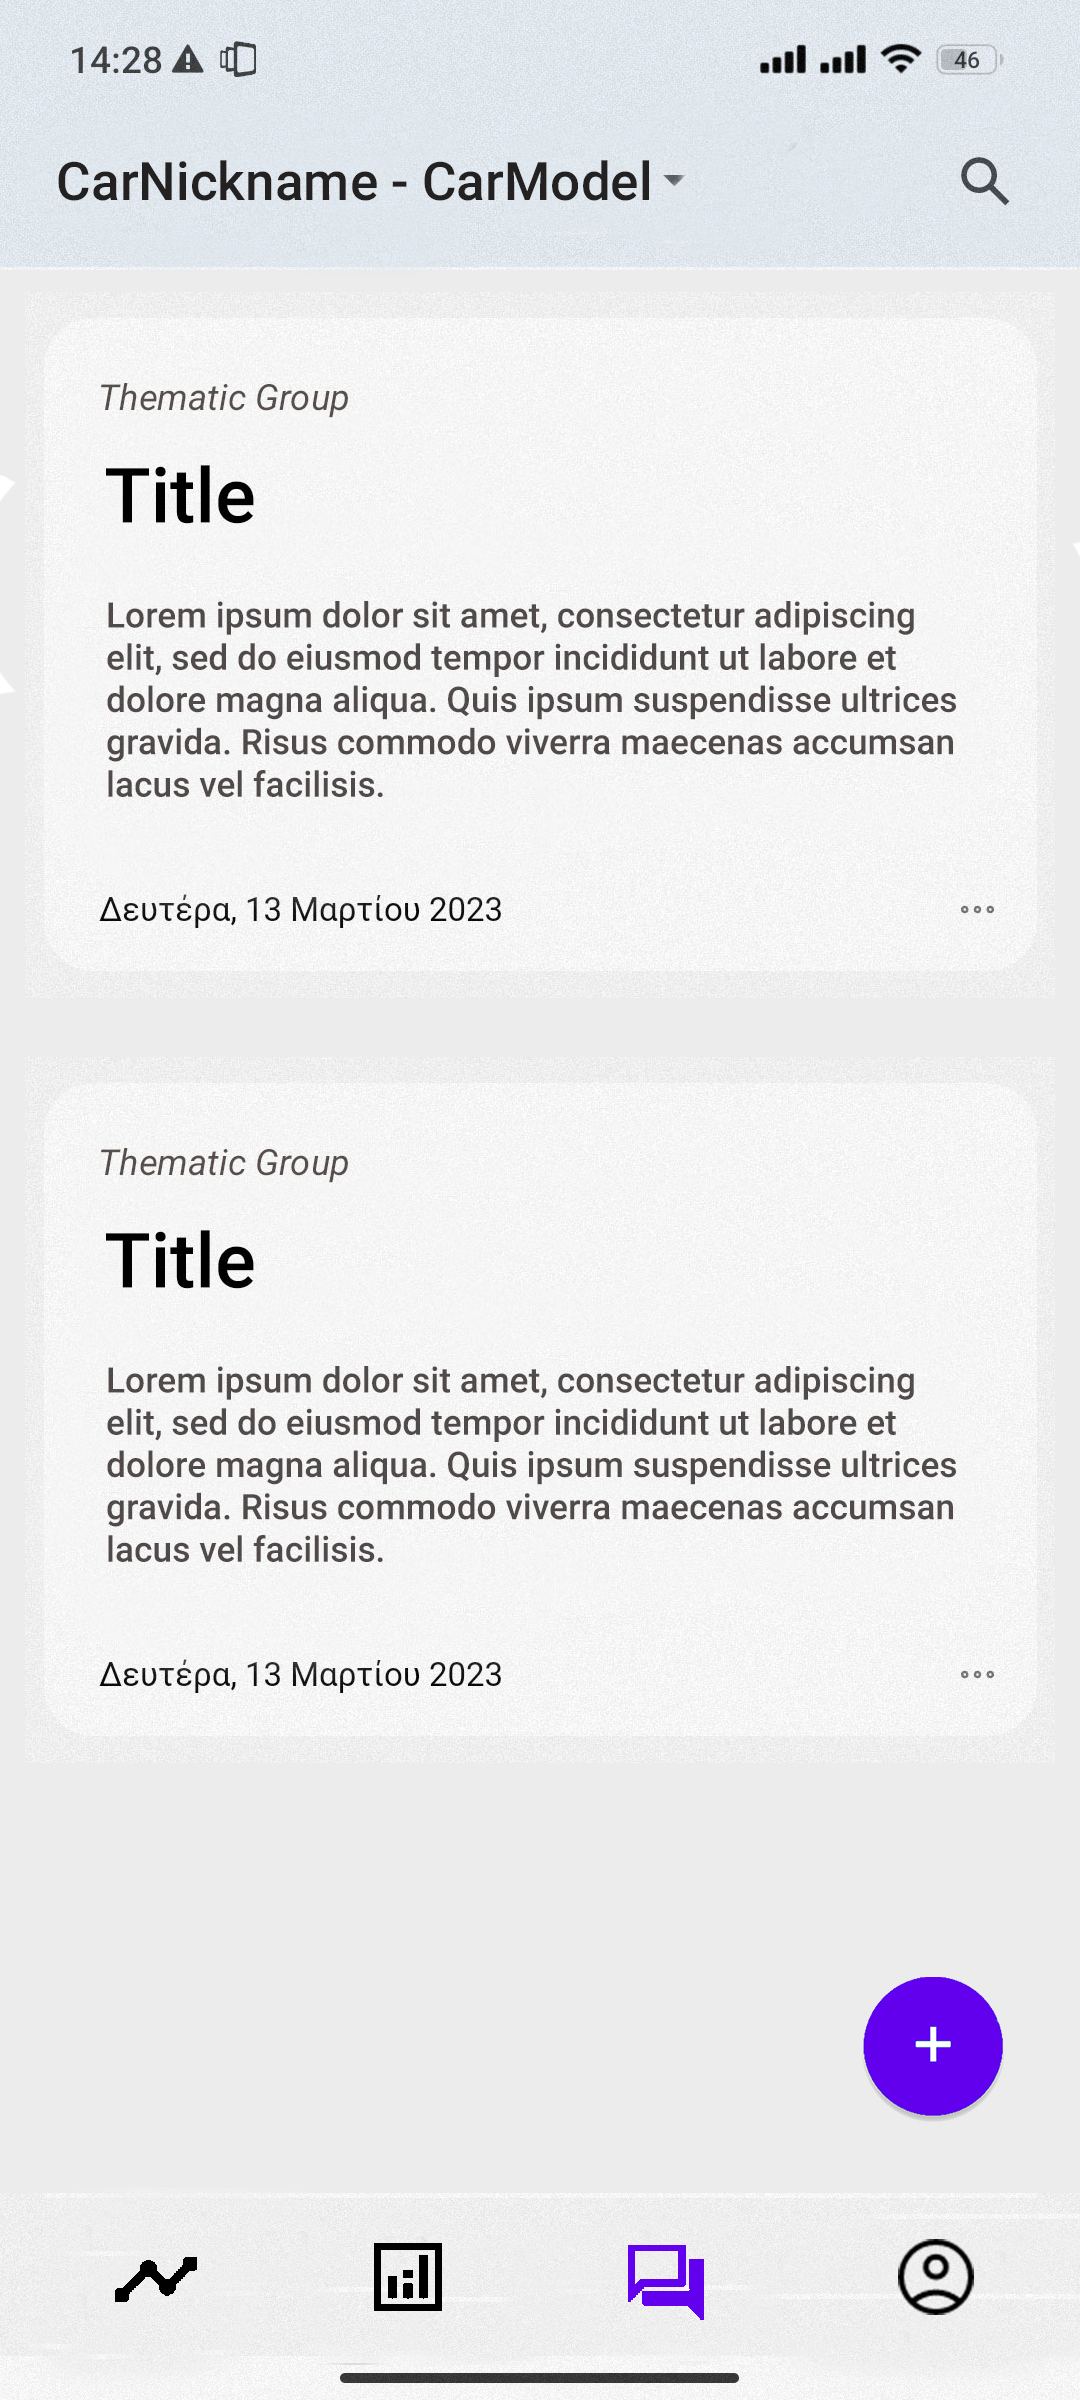 14:28
46
CarNickname - CarModel
Thematic Group
Title
Lorem ipsum dolor sit amet, consectetur adipiscing
elit, sed do eiusmod tempor incididunt ut labore et
dolore magna aliqua. Quis ipsum suspendisse ultrices
gravida. Risus commodo viverra maecenas accumsan
lacus vel facilisis.
Δευτέρα, 13 Μαρτίου 2023
Thematic Group
Title
Lorem ipsum dolor sit amet, consectetur adipiscing
elit, sed do eiusmod tempor incididunt ut labore et
dolore magna aliqua. Quis ipsum suspendisse ultrices
gravida. Risus commodo viverra maecenas accumsan
lacus vel facilisis.
Δευτέρα, 13 Μαρτίου 2023